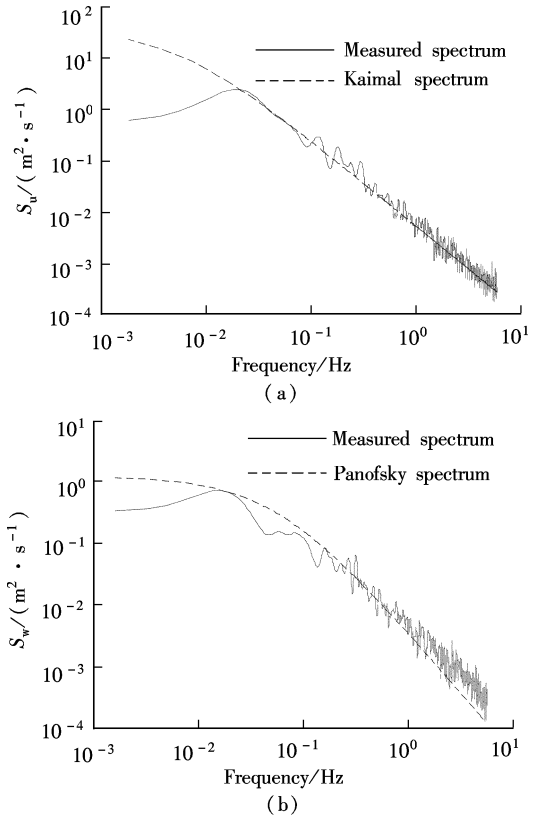 10²
10¹
10⁰
10⁻¹
10⁻²
10⁻³
10⁻⁴
Sᵤ/(m²·s⁻¹)
Measured spectrum
Kaimal spectrum
10⁻³ 10⁻² 10⁻¹ 10⁰ 10¹
Frequency/Hz
(a)
10¹
10⁰
10⁻¹
10⁻²
10⁻³
10⁻⁴
S_w/(m²·s⁻¹)
Measured spectrum
Panofsky spectrum
10⁻³ 10⁻² 10⁻¹ 10⁰ 10¹
Frequency/Hz
(b)